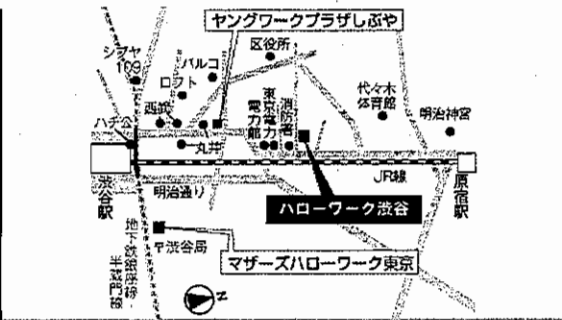 ヤングワークプラザしぶや
シブヤ
109
パルコ
ロフト
区役所
西武
代々木
体育館
明治神宮
ハチ公
丸井
東京電力
電力館
消防署
渋谷駅
明治通り
JR線
原宿駅
ハローワーク渋谷
地下鉄銀座線・
半蔵門線
〒渋谷局
マザーズハローワーク東京
N